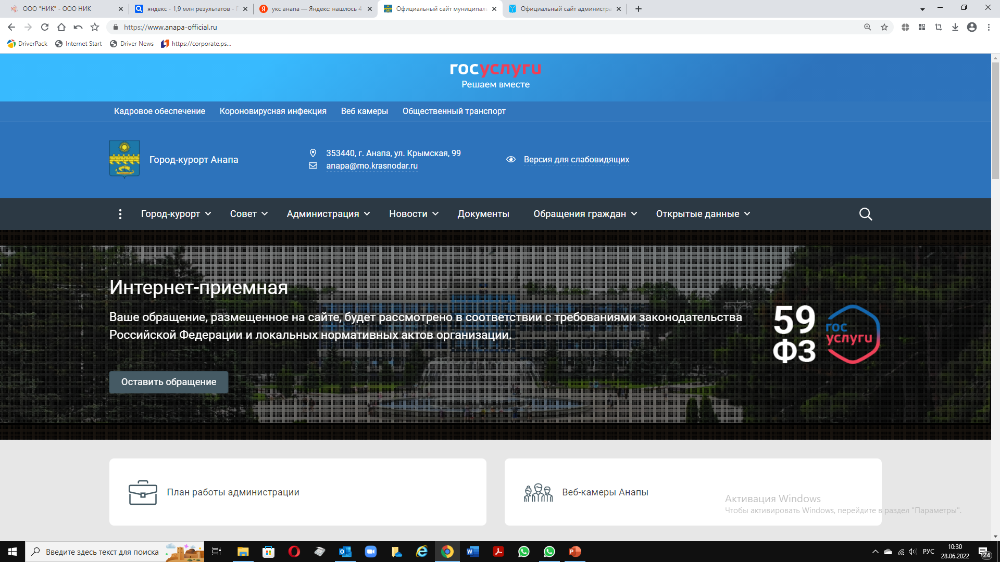 ООО "НИК" - ООО НИК
яндекс - 1,9 млн результатов -
укс анапа — Яндекс: нашлось 4
Официальный сайт муниципаль
Официальный сайт администра
https://www.anapa-official.ru
DriverPack
Internet Start
Driver News
https://corporate.ps...
госуслуги
Решаем вместе
Кадровое обеспечение
Короновирусная инфекция
Веб камеры
Общественный транспорт
Город-курорт Анапа
353440, г. Анапа, ул. Крымская, 99
anapa@mo.krasnodar.ru
Версия для слабовидящих
Город-курорт
Совет
Администрация
Новости
Документы
Обращения граждан
Открытые данные
Интернет-приемная
Ваше обращение, размещенное на сайте, будет рассмотрено в соответствии с требованиями законодательства
Российской Федерации и локальных нормативных актов организации.
59
ФЗ
гос
услуги
Оставить обращение
План работы администрации
Веб-камеры Анапы
Активация Windows
Чтобы активировать Windows, перейдите в раздел "Параметры".
Введите здесь текст для поиска
РУС
10:30
28.06.2022
24